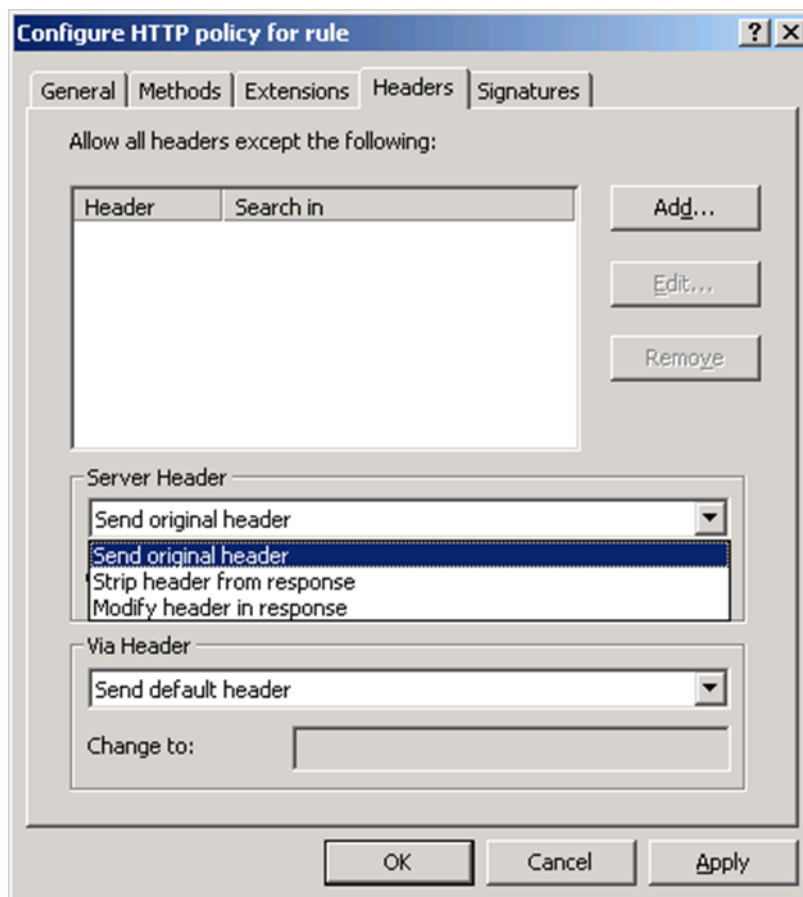 Configure HTTP policy for rule
General Methods Extensions Headers Signatures
Allow all headers except the following:
Header Search in
Add...
Edit...
Remove
Server Header
Send original header
Send original header
Strip header from response
Modify header in response
Via Header
Send default header
Change to:
OK Cancel Apply